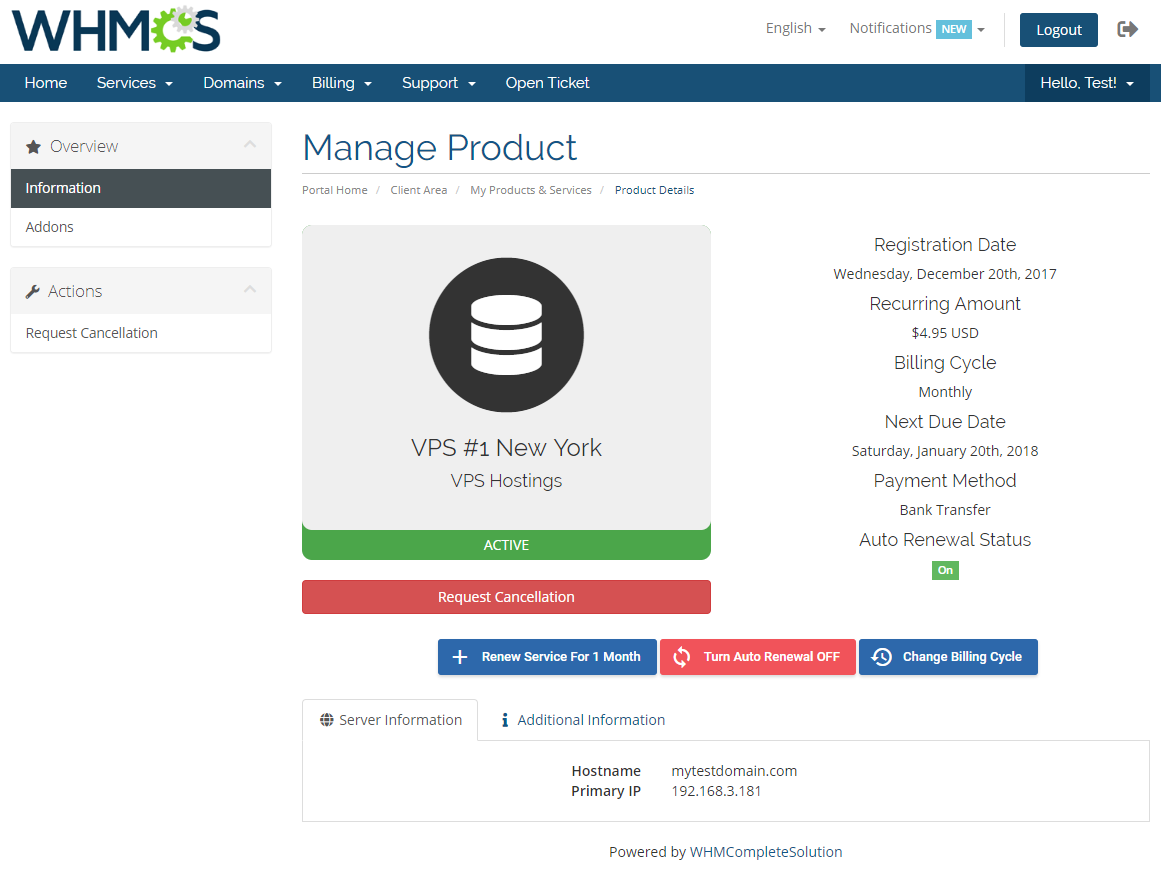 WHMCS
English
Notifications NEW
Logout
Home Services Domains Billing Support Open Ticket
Hello, Test!
Overview
Information
Addons
Actions
Request Cancellation
Manage Product
Portal Home / Client Area / My Products & Services / Product Details
VPS #1 New York
VPS Hostings
ACTIVE
Request Cancellation
Registration Date
Wednesday, December 20th, 2017
Recurring Amount
$4.95 USD
Billing Cycle
Monthly
Next Due Date
Saturday, January 20th, 2018
Payment Method
Bank Transfer
Auto Renewal Status
On
Renew Service For 1 Month
Turn Auto Renewal OFF
Change Billing Cycle
Server Information
Additional Information
Hostname mytestdomain.com
Primary IP 192.168.3.181
Powered by WHMCompleteSolution